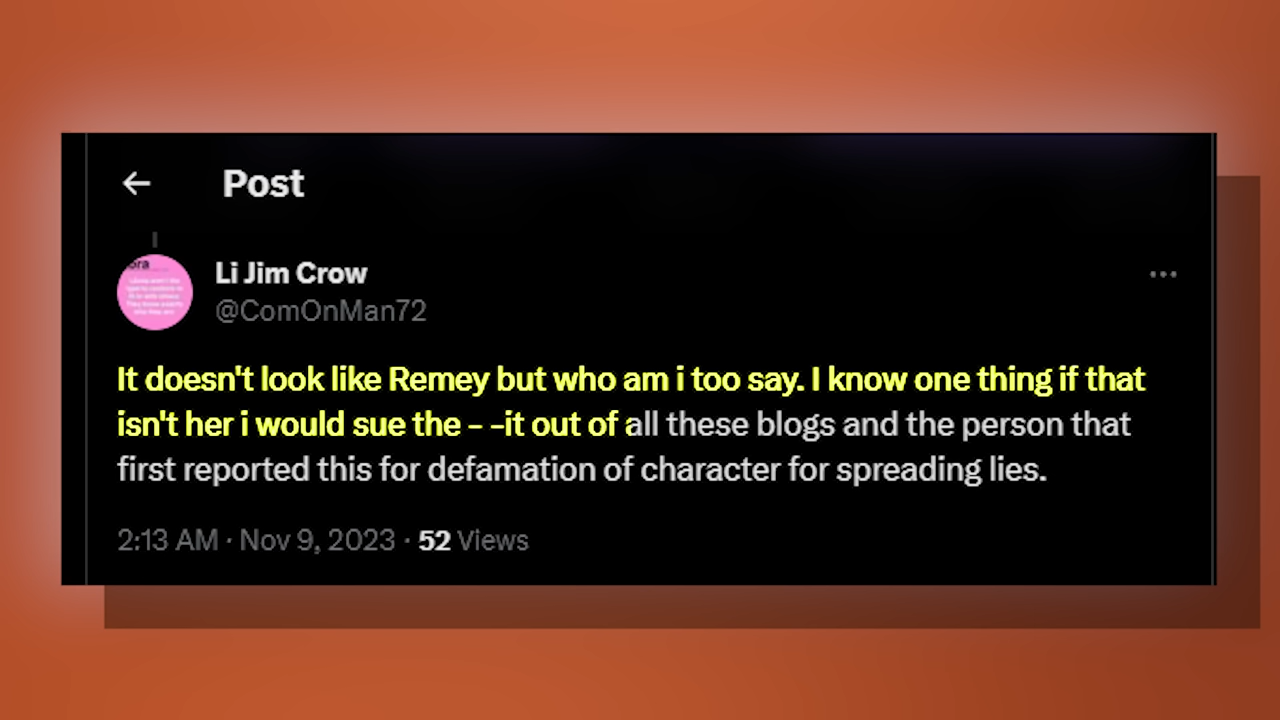 Post
ora
Li Jim Crow
@ComOnMan72
It doesn't look like Remey but who am i too say. I know one thing if that
isn't her i would sue the - -it out of all these blogs and the person that
first reported this for defamation of character for spreading lies.
2:13 AM · Nov 9, 2023 · 52 Views